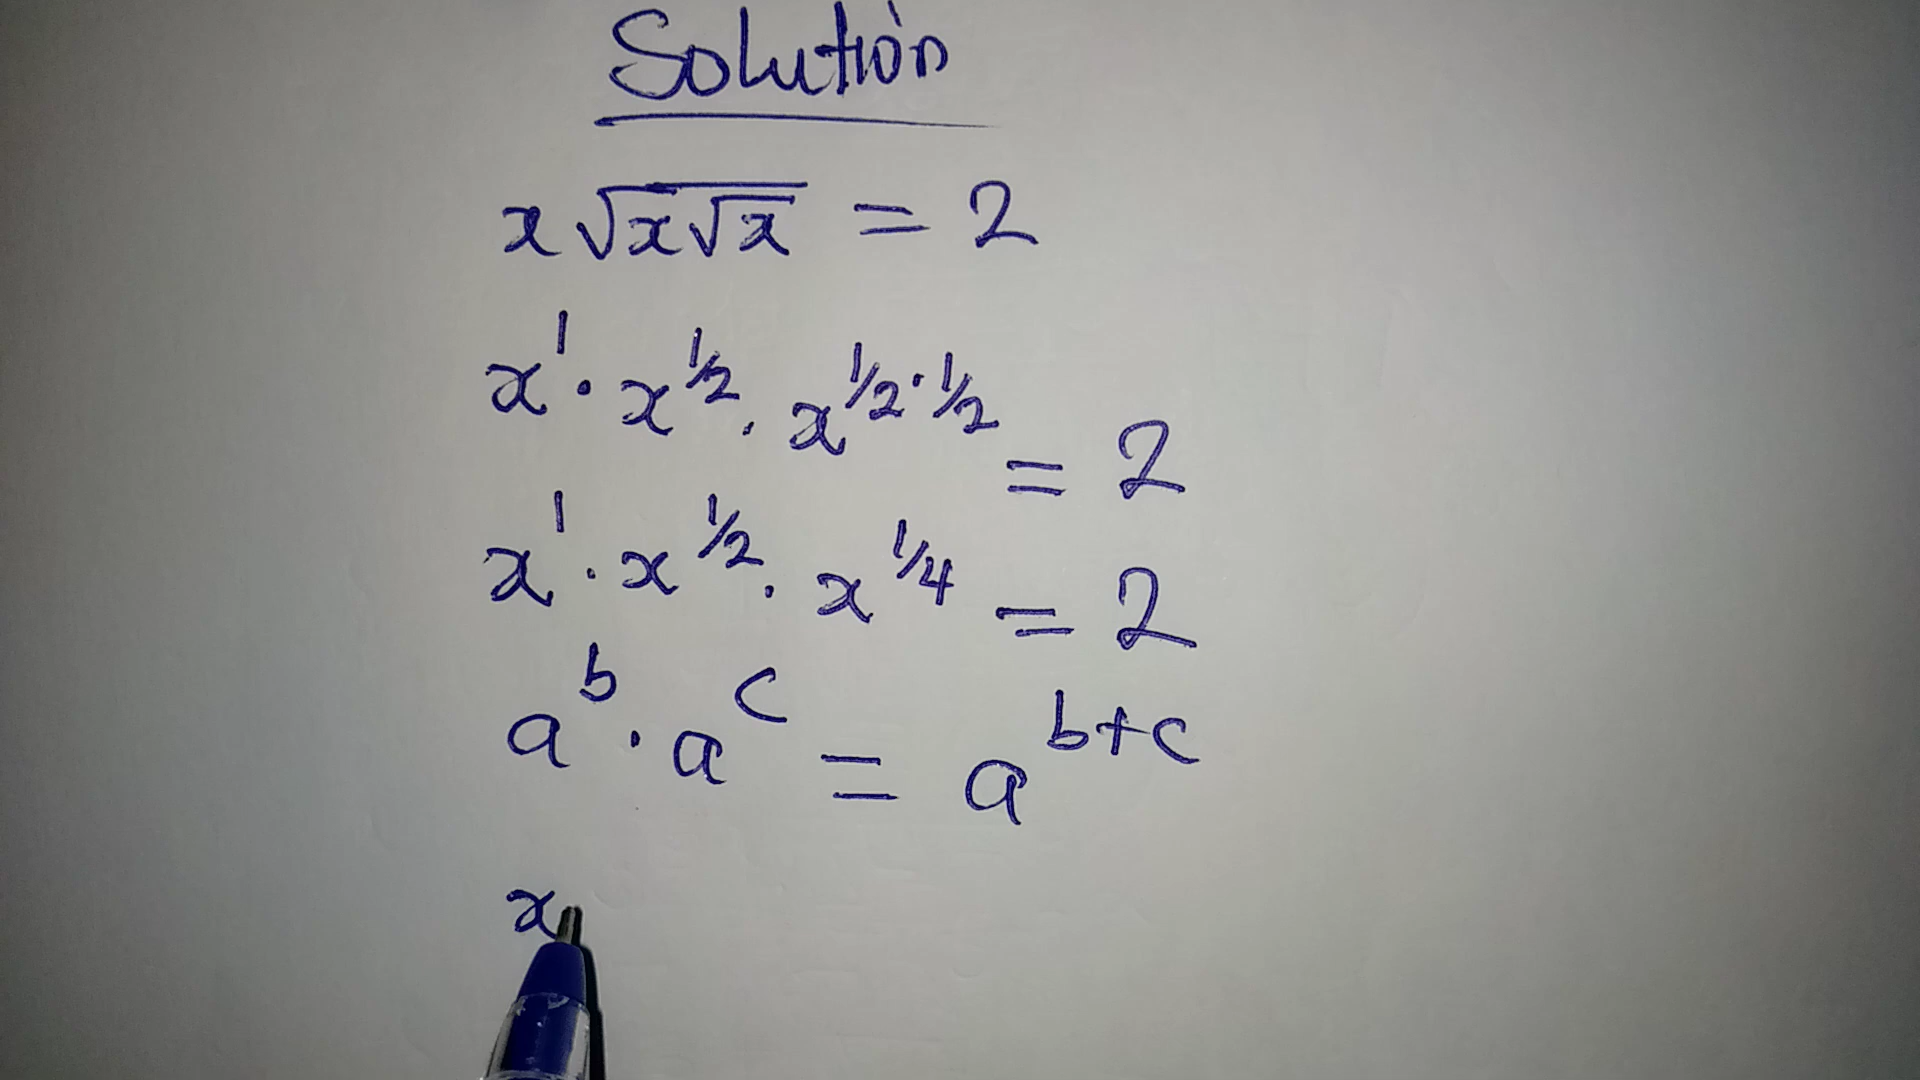 Solution
x√(x√x) = 2
x¹ · x^(1/2) · x^(1/2 · 1/2) = 2
x¹ · x^(1/2) · x^(1/4) = 2
a^b · a^c = a^(b+c)
x